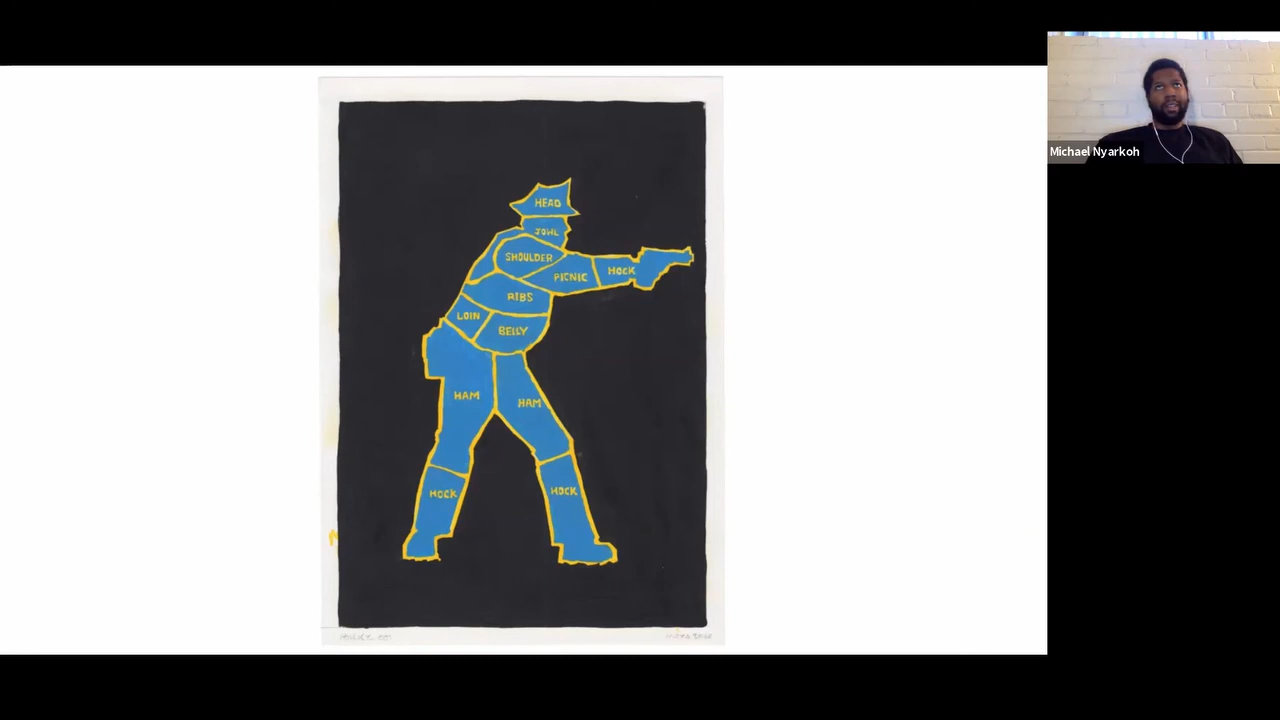 Michael Nyarkoh
HEAD
JOWL
SHOULDER
PICNIC
HOCK
RIBS
LOIN
BELLY
HAM
HAM
HOCK
HOCK